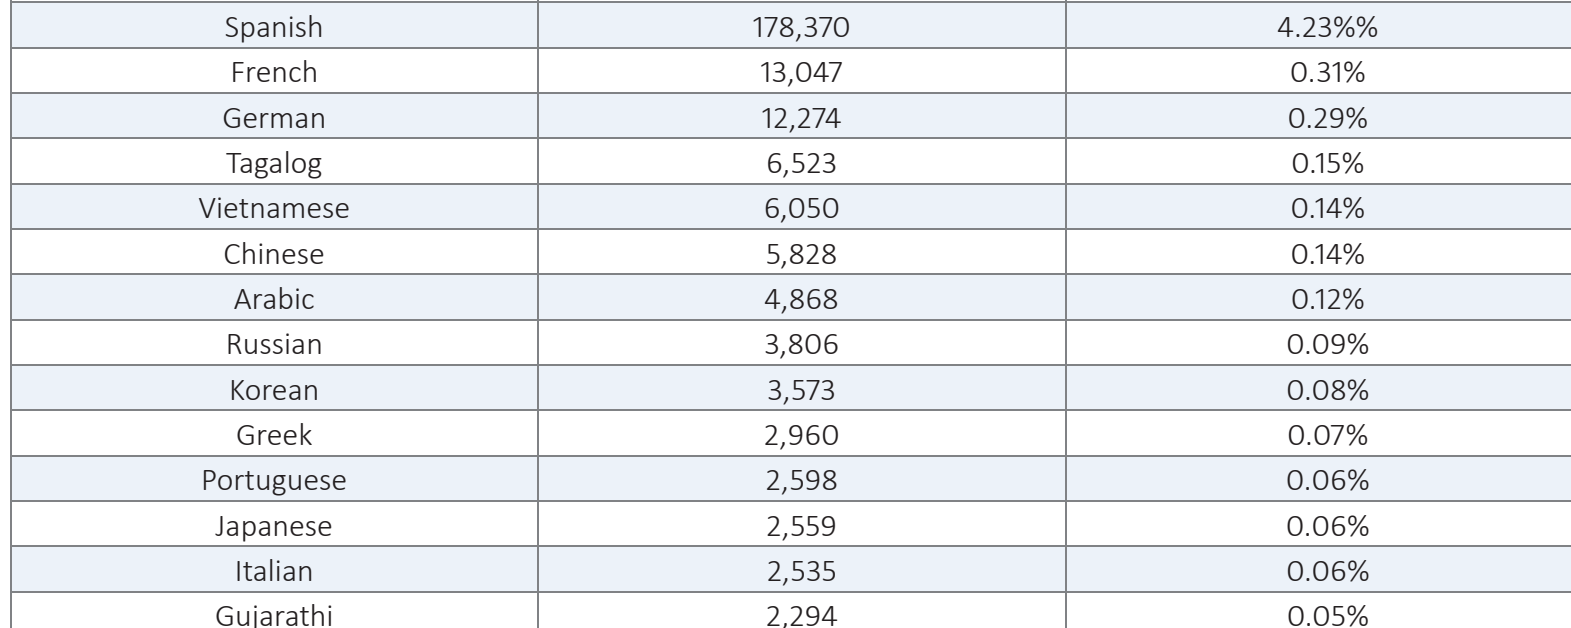 Spanish 178,370 4.23%%
French 13,047 0.31%
German 12,274 0.29%
Tagalog 6,523 0.15%
Vietnamese 6,050 0.14%
Chinese 5,828 0.14%
Arabic 4,868 0.12%
Russian 3,806 0.09%
Korean 3,573 0.08%
Greek 2,960 0.07%
Portuguese 2,598 0.06%
Japanese 2,559 0.06%
Italian 2,535 0.06%
Gujarathi 2,294 0.05%